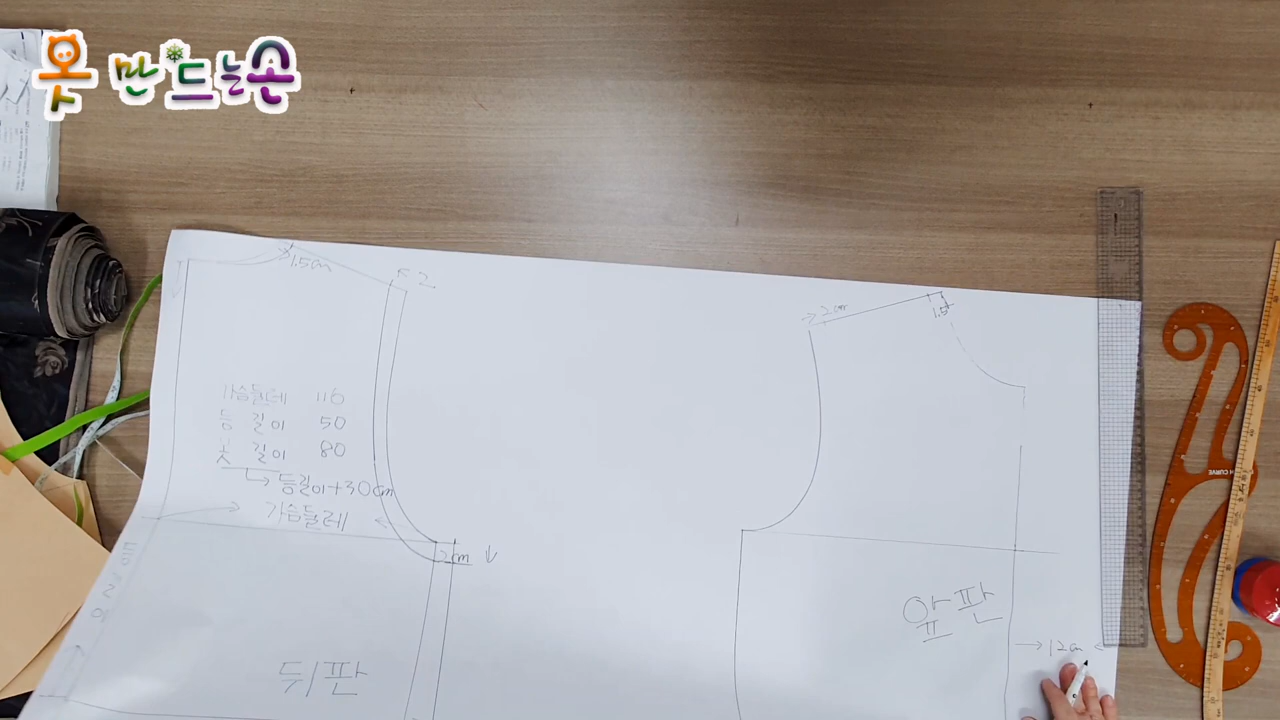 옷 만드는손
1.5cm
2
가슴둘레 116
등 길이 50
옷 길이 80
등길이+30cm
가슴둘레
2cm
뒤판
2cm
1.5
앞판
12cm